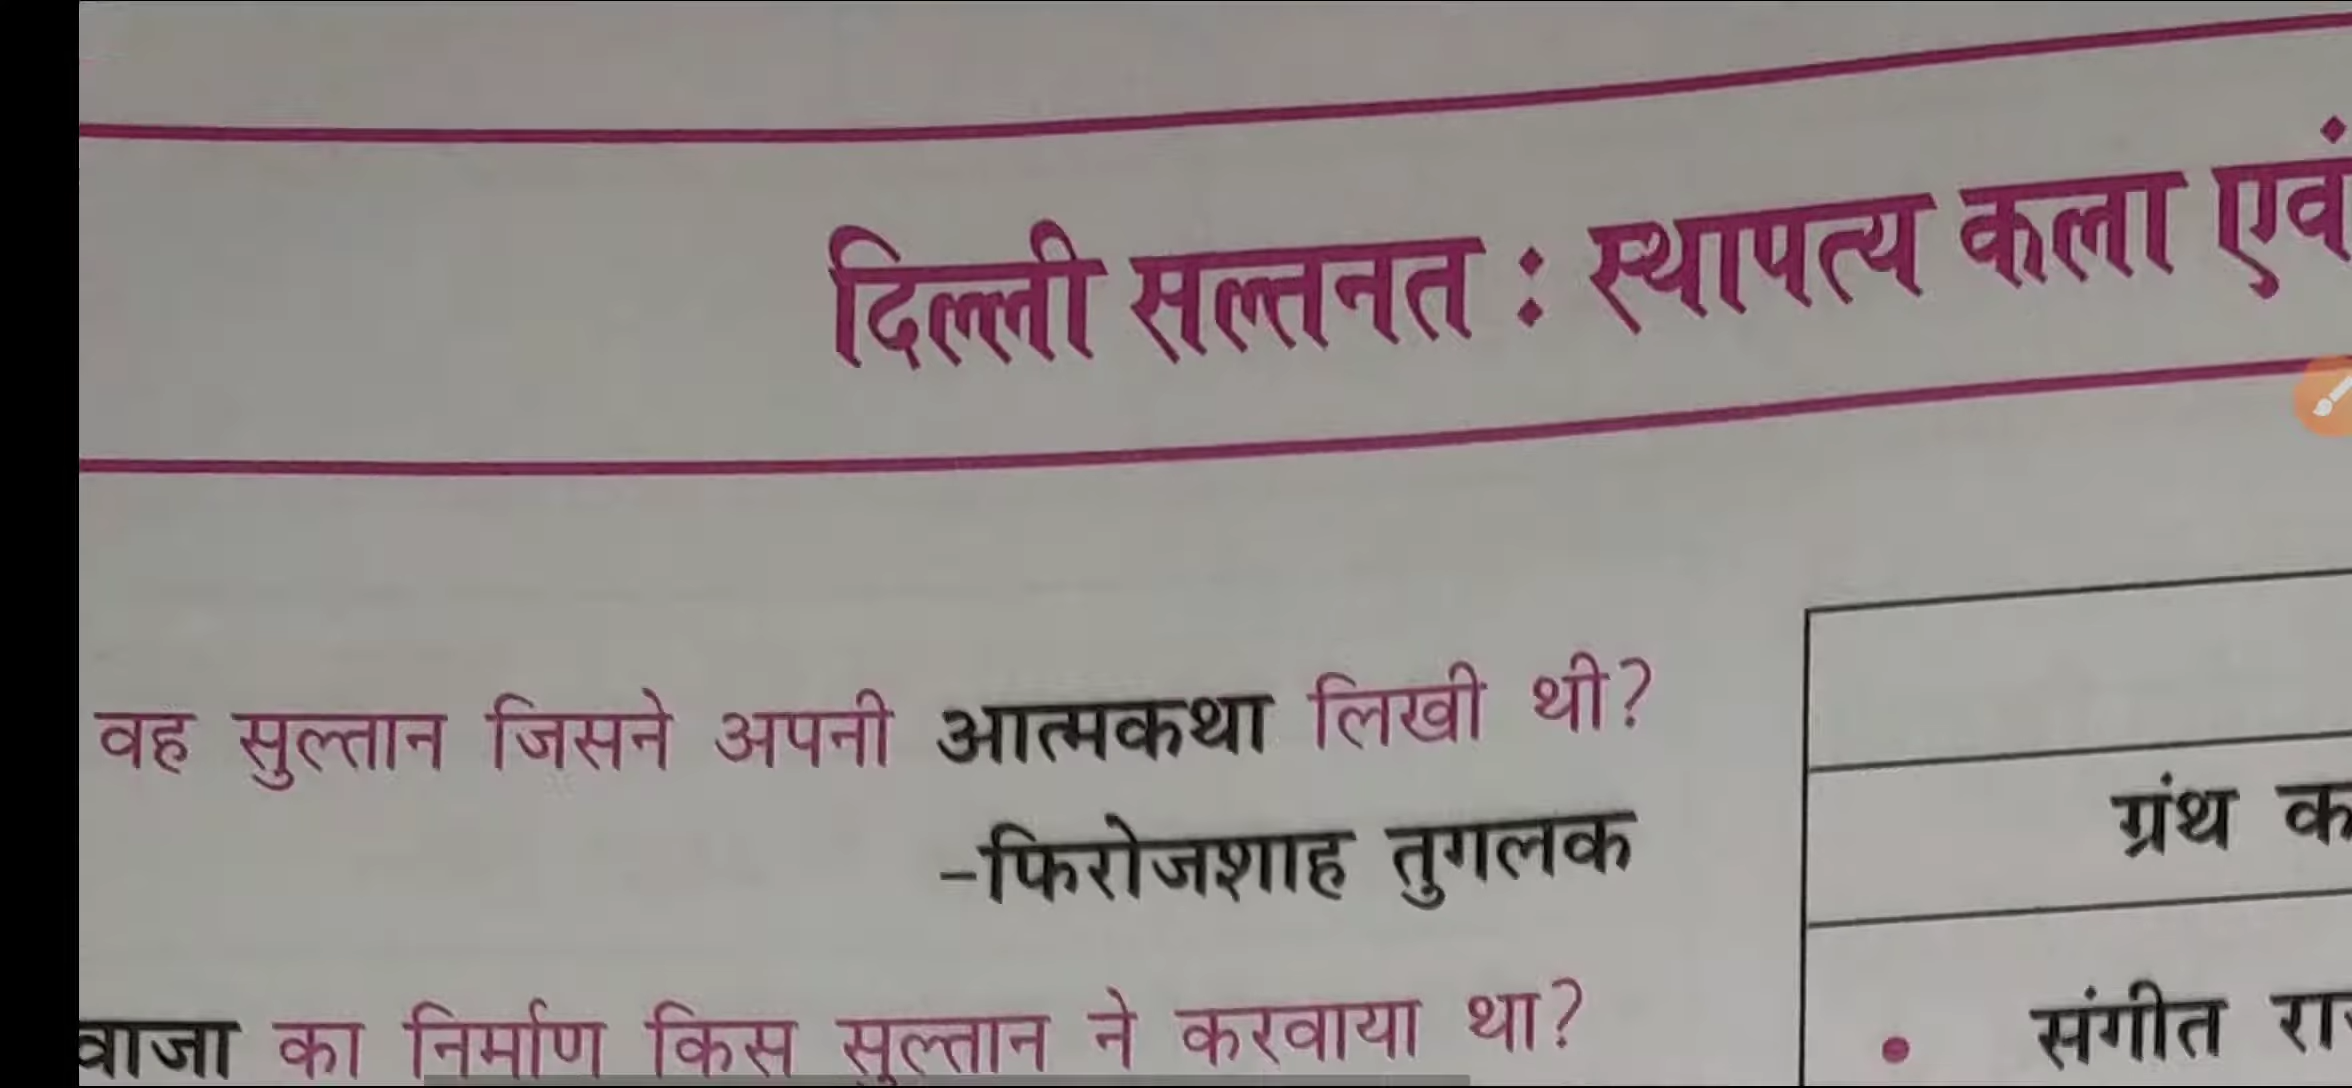 दिल्ली सल्तनत : स्थापत्य कला एवं
वह सुल्तान जिसने अपनी आत्मकथा लिखी थी?
–फिरोजशाह तुगलक
वाजा का निर्माण किस सुल्तान ने करवाया था?
ग्रंथ क
• संगीत रा